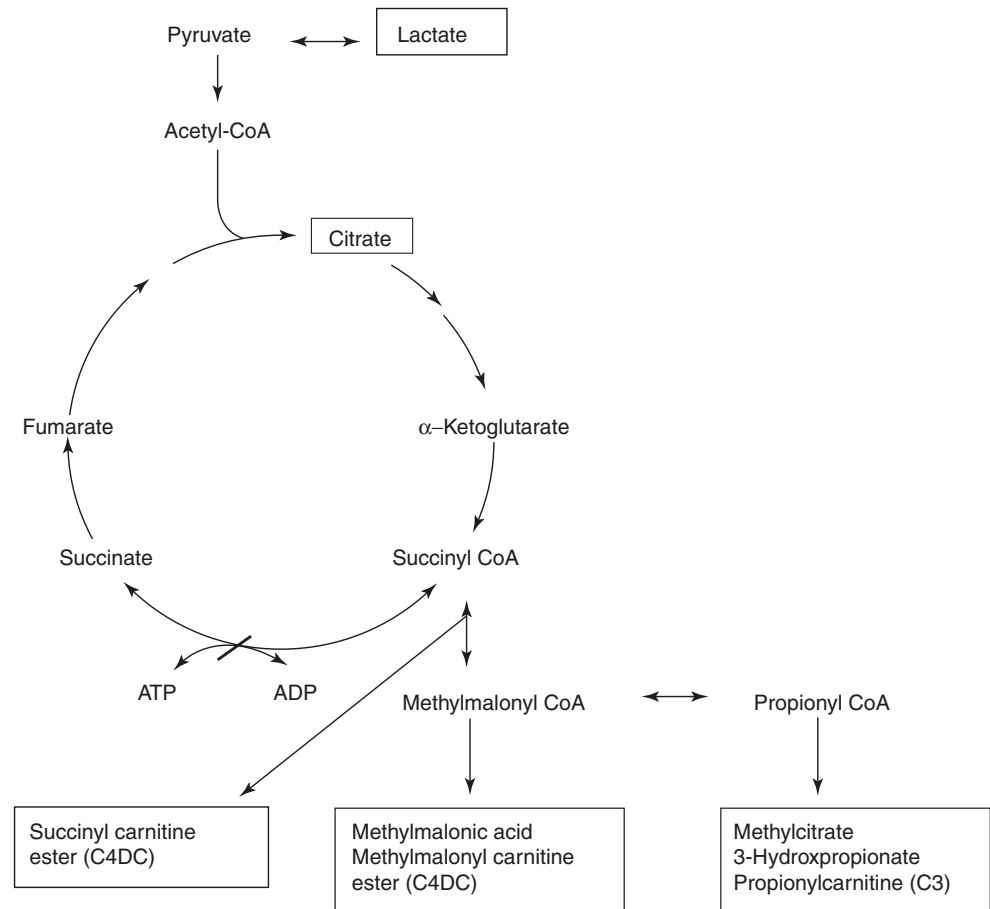 Pyruvate
Lactate
Acetyl-CoA
Citrate
Fumarate
α–Ketoglutarate
Succinate
Succinyl CoA
ATP
ADP
Methylmalonyl CoA
Propionyl CoA
Succinyl carnitine
ester (C4DC)
Methylmalonic acid
Methylmalonyl carnitine
ester (C4DC)
Methylcitrate
3-Hydroxpropionate
Propionylcarnitine (C3)